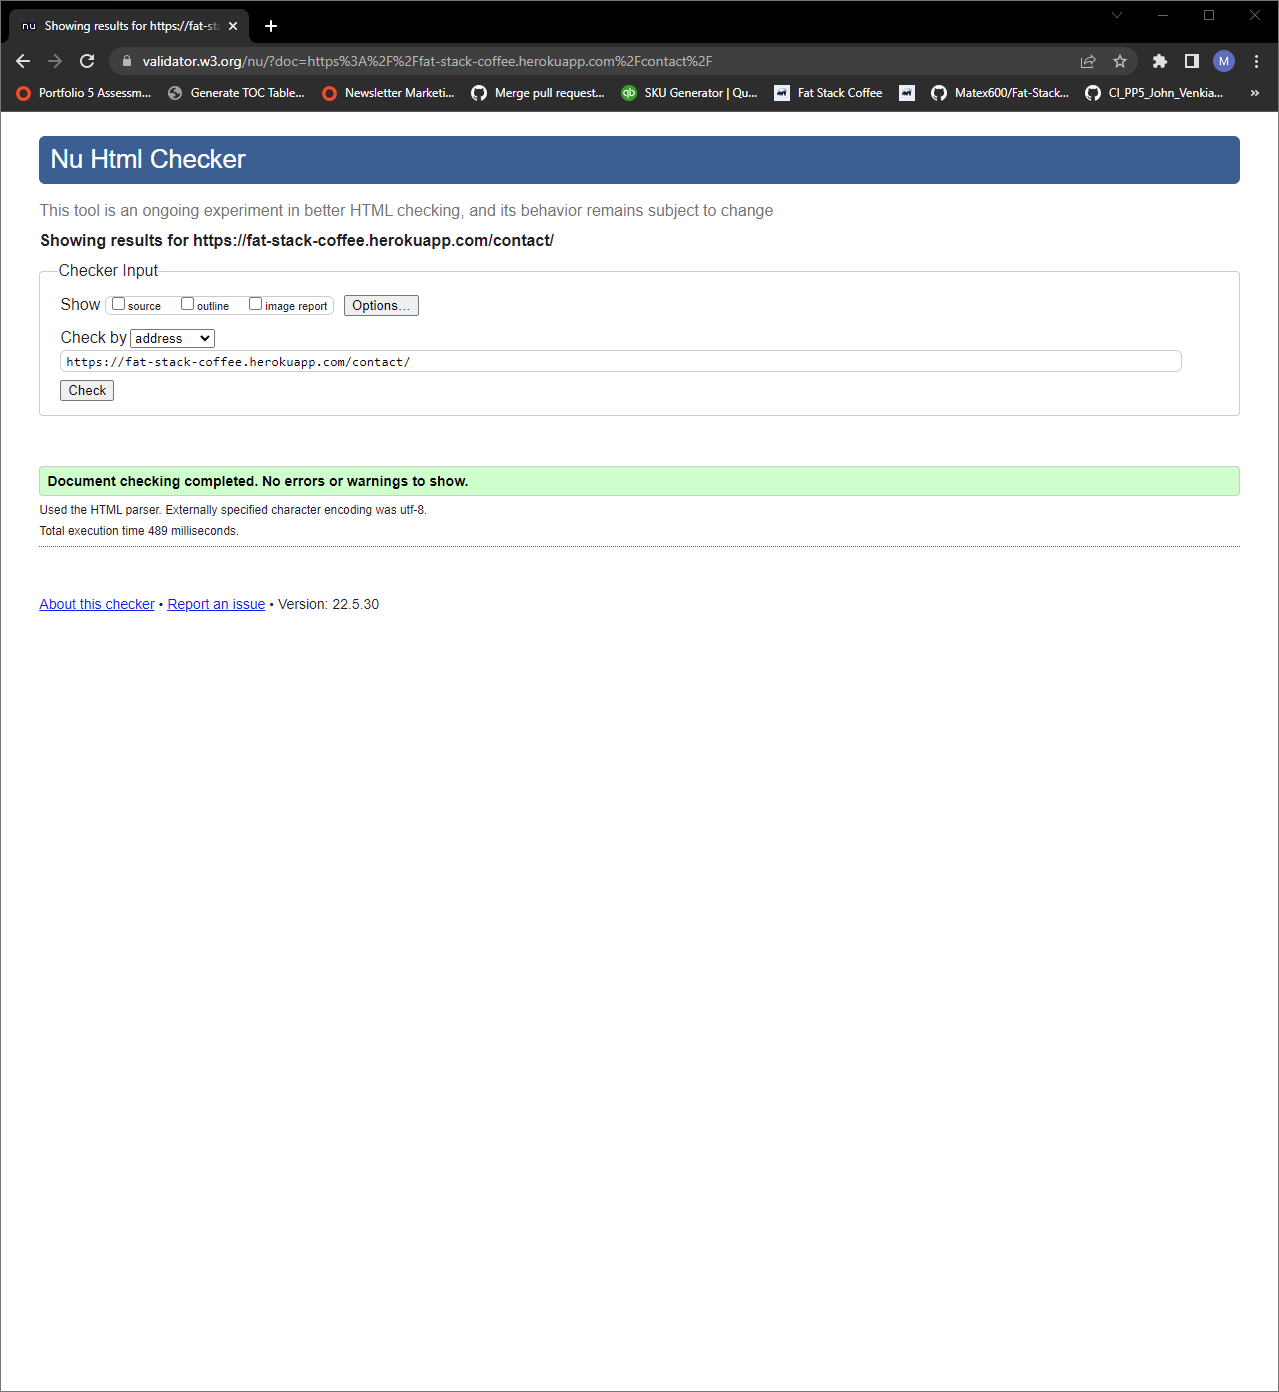 nu Showing results for https://fat-sta
validator.w3.org/nu/?doc=https%3A%2F%2Ffat-stack-coffee.herokuapp.com%2Fcontact%2F M
Portfolio 5 Assessm... Generate TOC Table... Newsletter Marketi... Merge pull request... qb SKU Generator | Qu... Fat Stack Coffee Matex600/Fat-Stack... CI_PP5_John_Venkia... »
Nu Html Checker
This tool is an ongoing experiment in better HTML checking, and its behavior remains subject to change
Showing results for https://fat-stack-coffee.herokuapp.com/contact/
Checker Input
Show source outline image report Options...
Check by address
https://fat-stack-coffee.herokuapp.com/contact/
Check
Document checking completed. No errors or warnings to show.
Used the HTML parser. Externally specified character encoding was utf-8.
Total execution time 489 milliseconds.
About this checker • Report an issue • Version: 22.5.30